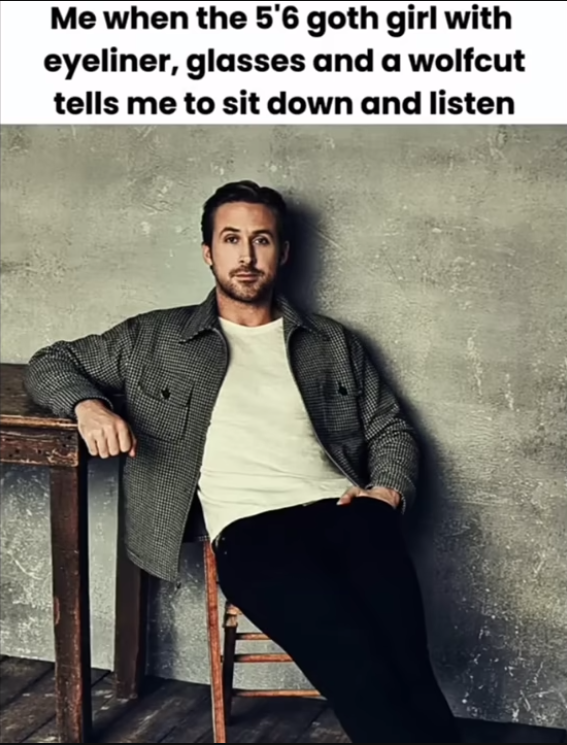 Me when the 5'6 goth girl with
eyeliner, glasses and a wolfcut
tells me to sit down and listen